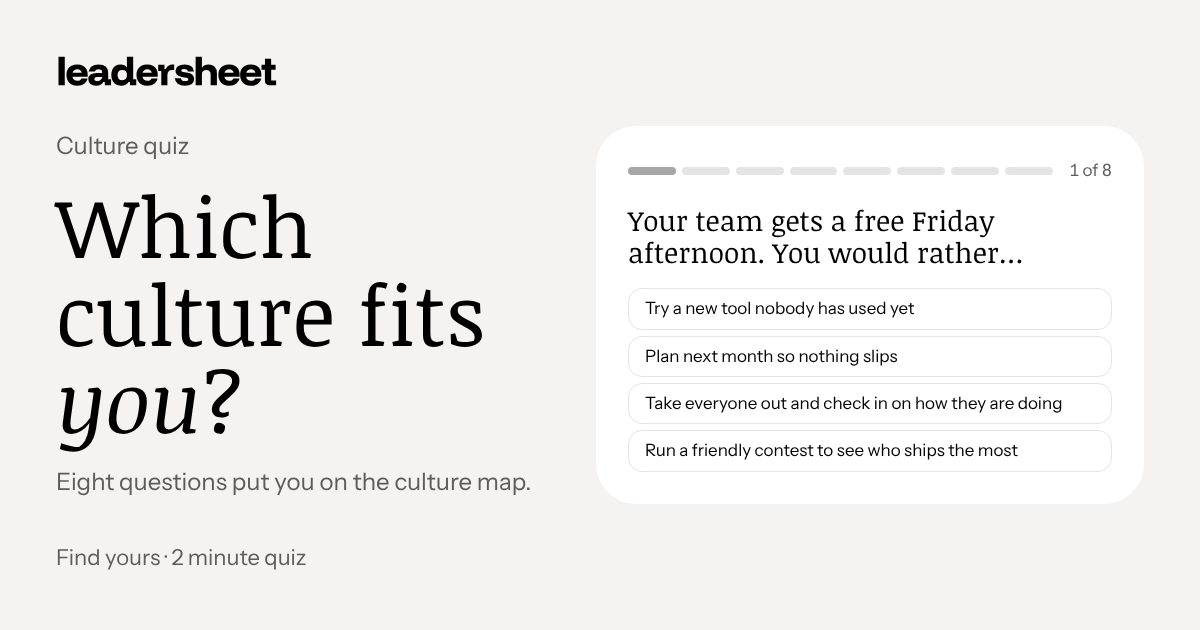 leadersheet
Culture quiz
Which
culture fits
you?
Eight questions put you on the culture map.
Find yours · 2 minute quiz
1 of 8
Your team gets a free Friday
afternoon. You would rather...
Try a new tool nobody has used yet
Plan next month so nothing slips
Take everyone out and check in on how they are doing
Run a friendly contest to see who ships the most